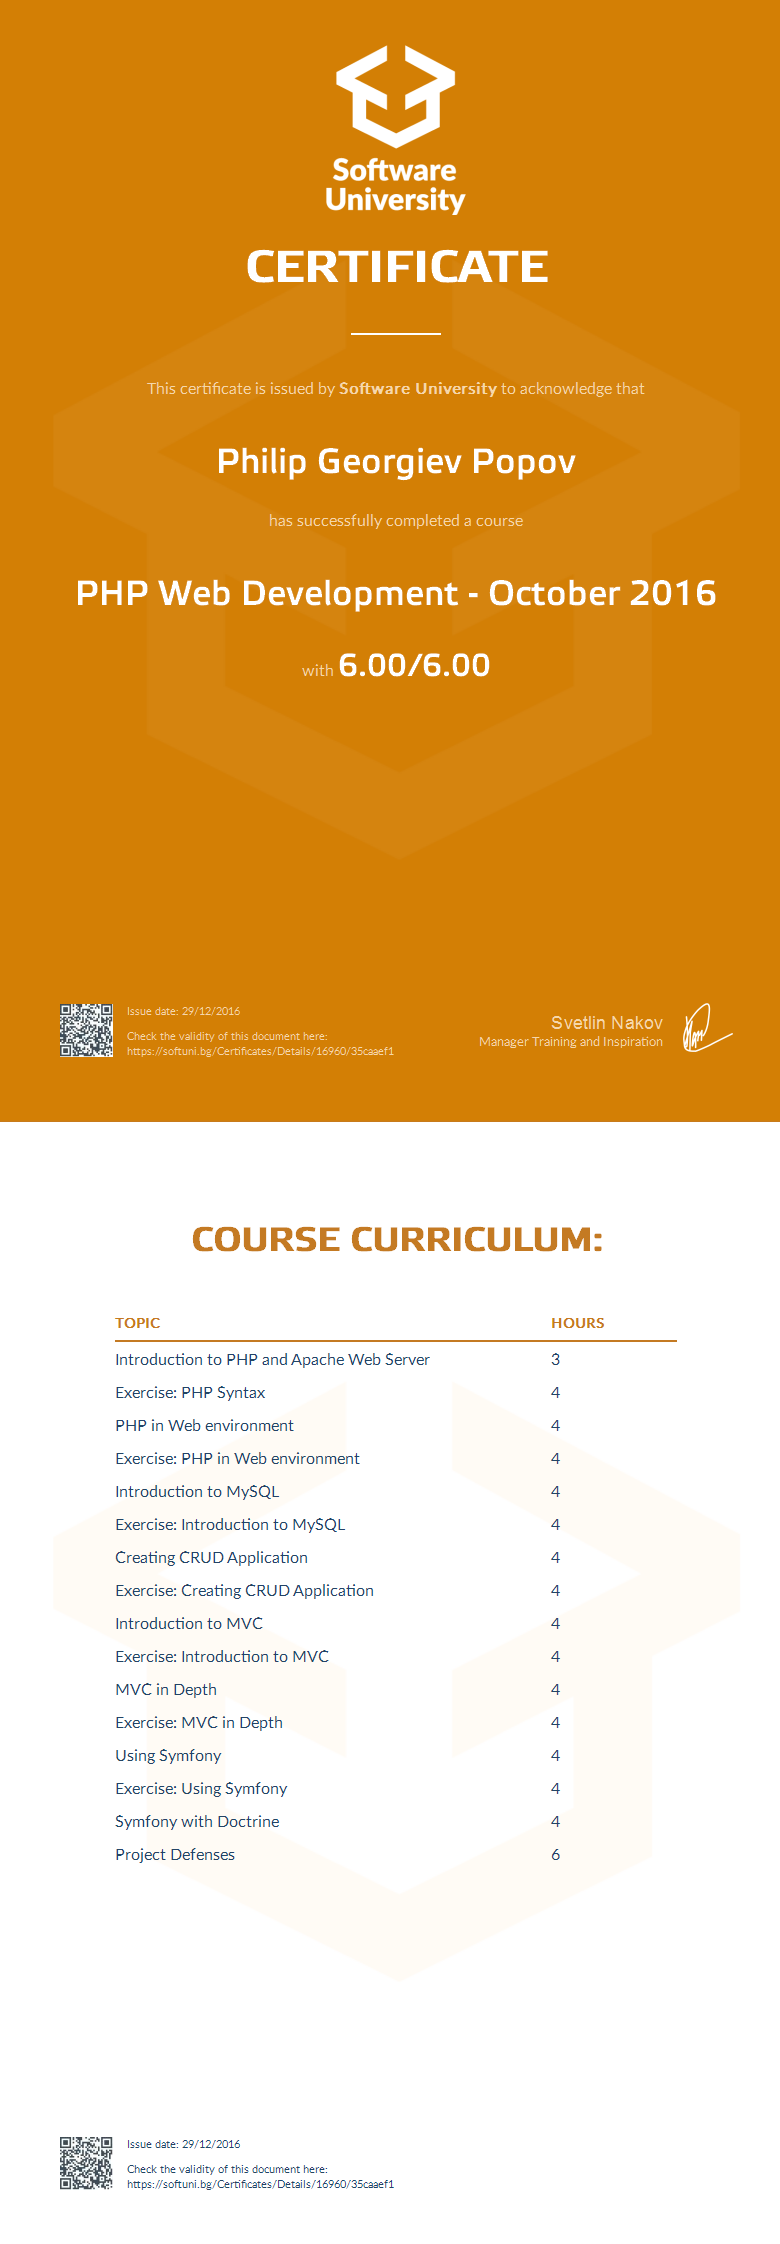 Software
University
CERTIFICATE
This certificate is issued by Software University to acknowledge that
Philip Georgiev Popov
has successfully completed a course
PHP Web Development - October 2016
with 6.00/6.00
Issue date: 29/12/2016
Check the validity of this document here:
https://softuni.bg/Certificates/Details/16960/35caaef1
Svetlin Nakov
Manager Training and Inspiration
COURSE CURRICULUM:
TOPIC HOURS
Introduction to PHP and Apache Web Server 3
Exercise: PHP Syntax 4
PHP in Web environment 4
Exercise: PHP in Web environment 4
Introduction to MySQL 4
Exercise: Introduction to MySQL 4
Creating CRUD Application 4
Exercise: Creating CRUD Application 4
Introduction to MVC 4
Exercise: Introduction to MVC 4
MVC in Depth 4
Exercise: MVC in Depth 4
Using Symfony 4
Exercise: Using Symfony 4
Symfony with Doctrine 4
Project Defenses 6
Issue date: 29/12/2016
Check the validity of this document here:
https://softuni.bg/Certificates/Details/16960/35caaef1